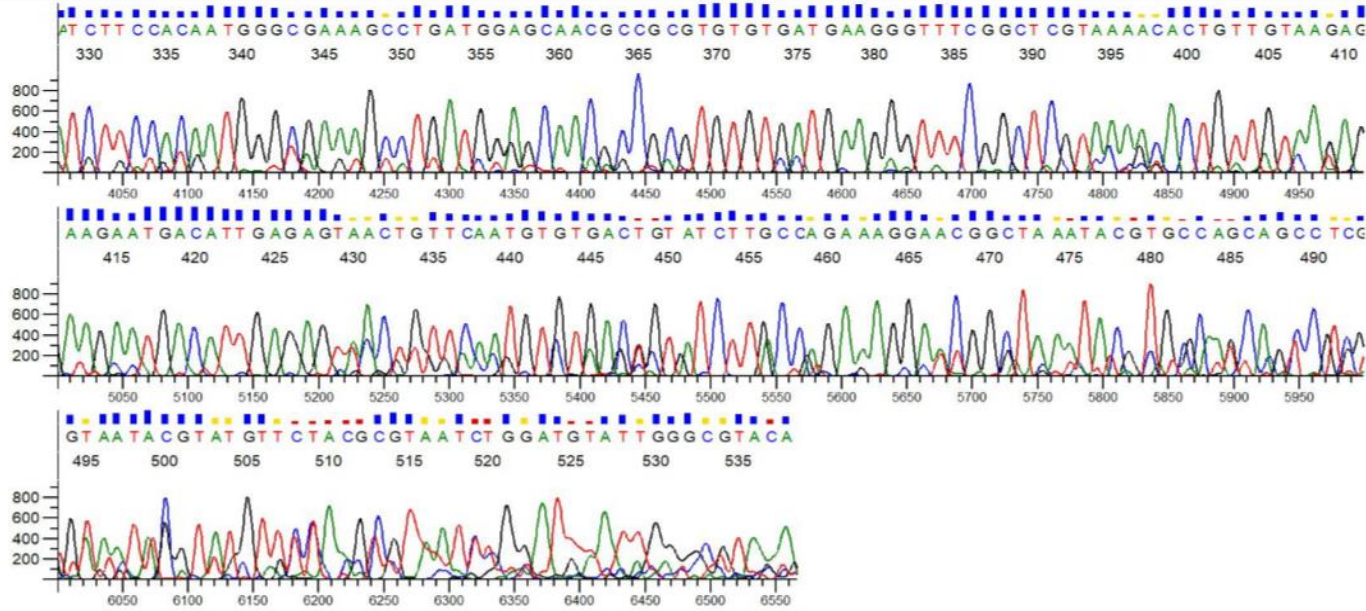 ATCTTCCACAATGGGCGAAAGCCTGATGGAGCAACGCCGCGTGTGTGATGAAGGGTTTCGGCTCGTAAAACACTGTTGTAAGAG
330 335 340 345 350 355 360 365 370 375 380 385 390 395 400 405 410
800
600
400
200
4050 4100 4150 4200 4250 4300 4350 4400 4450 4500 4550 4600 4650 4700 4750 4800 4850 4900 4950
AAGAATGACATTGAGAGTAACTGTTCAATGTGTGACTGTATCTTGCCAGAAAGGAACGGCTAAATACGTGCCAGCAGCCTCG
415 420 425 430 435 440 445 450 455 460 465 470 475 480 485 490
800
600
400
200
5050 5100 5150 5200 5250 5300 5350 5400 5450 5500 5550 5600 5650 5700 5750 5800 5850 5900 5950
GTAATACGTATGTTCTACGCGTAATCTGGATGTATTGGGCGTACA
495 500 505 510 515 520 525 530 535
800
600
400
200
6050 6100 6150 6200 6250 6300 6350 6400 6450 6500 6550